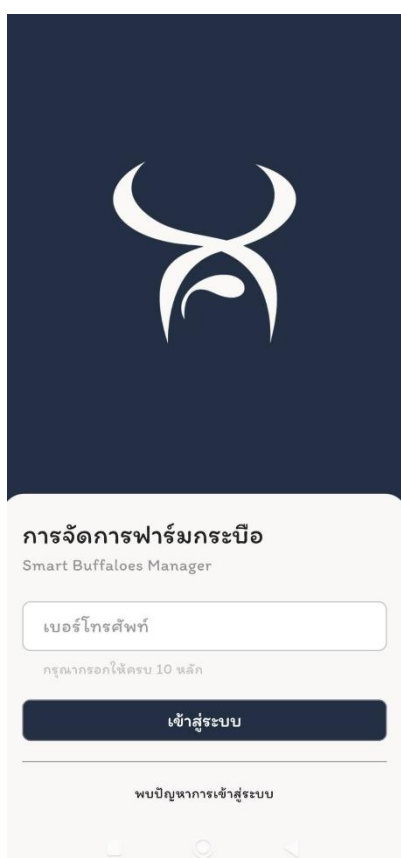 การจัดการฟาร์มกระบือ
Smart Buffaloes Manager
เบอร์โทรศัพท์
กรุณากรอกให้ครบ 10 หลัก
เข้าสู่ระบบ
พบปัญหาการเข้าสู่ระบบ